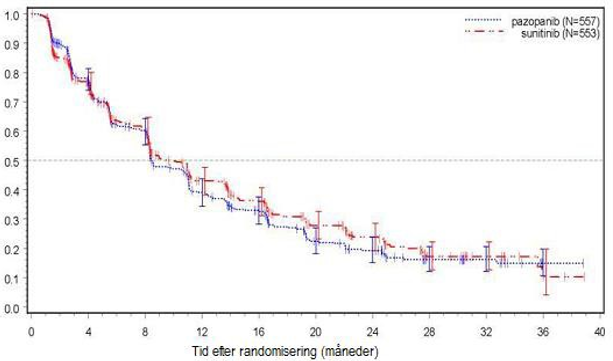 1.0
pazopanib (N=557)
sunitinib (N=553)
0.9
0.8
0.7
0.6
0.5
0.4
0.3
0.2
0.1
0.0
0 4 8 12 16 20 24 28 32 36 40
Tid efter randomisering (måneder)